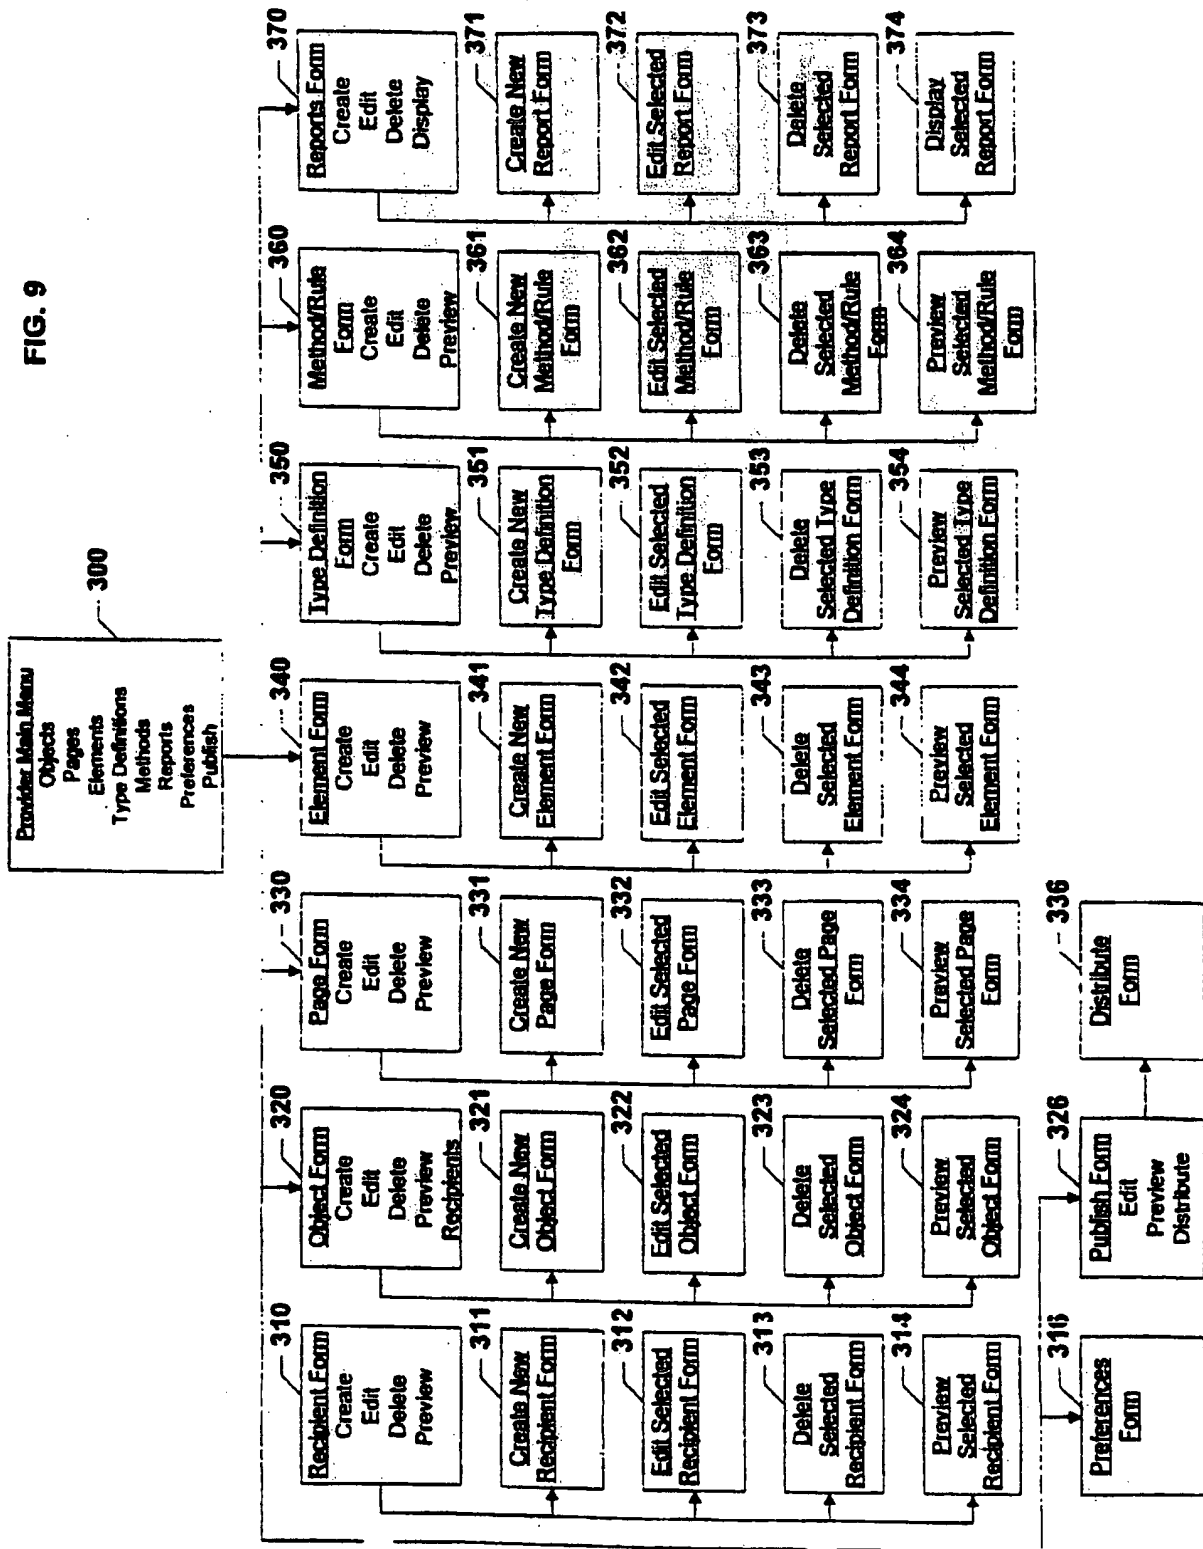 FIG. 9
300
Provider Main Menu
Objects
Pages
Elements
Type Definitions
Methods
Reports
Preferences
Publish
310
Recipient Form
Create
Edit
Delete
Preview
320
Object Form
Create
Edit
Delete
Preview
Recipients
330
Page Form
Create
Edit
Delete
Preview
340
Element Form
Create
Edit
Delete
Preview
350
Type Definition
Form
Create
Edit
Delete
Preview
360
Method/Rule
Form
Create
Edit
Delete
Preview
370
Reports Form
Create
Edit
Delete
Display
311
Create New
Recipient Form
321
Create New
Object Form
331
Create New
Page Form
341
Create New
Element Form
351
Create New
Type Definition
Form
361
Create New
Method/Rule
Form
371
Create New
Report Form
312
Edit Selected
Recipient Form
322
Edit Selected
Object Form
332
Edit Selected
Page Form
342
Edit Selected
Element Form
352
Edit Selected
Type Definition
Form
362
Edit Selected
Method/Rule
Form
372
Edit Selected
Report Form
313
Delete
Selected
Recipient Form
323
Delete
Selected
Object Form
333
Delete
Selected Page
Form
343
Delete
Selected
Element Form
353
Delete
Selected Type
Definition Form
363
Delete
Selected
Method/Rule
Form
373
Delete
Selected
Report Form
314
Preview
Selected
Recipient Form
324
Preview
Selected
Object Form
334
Preview
Selected Page
Form
344
Preview
Selected
Element Form
354
Preview
Selected Type
Definition Form
364
Preview
Selected
Method/Rule
Form
374
Display
Selected
Report Form
316
Preferences
Form
326
Publish Form
Edit
Preview
Distribute
336
Distribute
Form